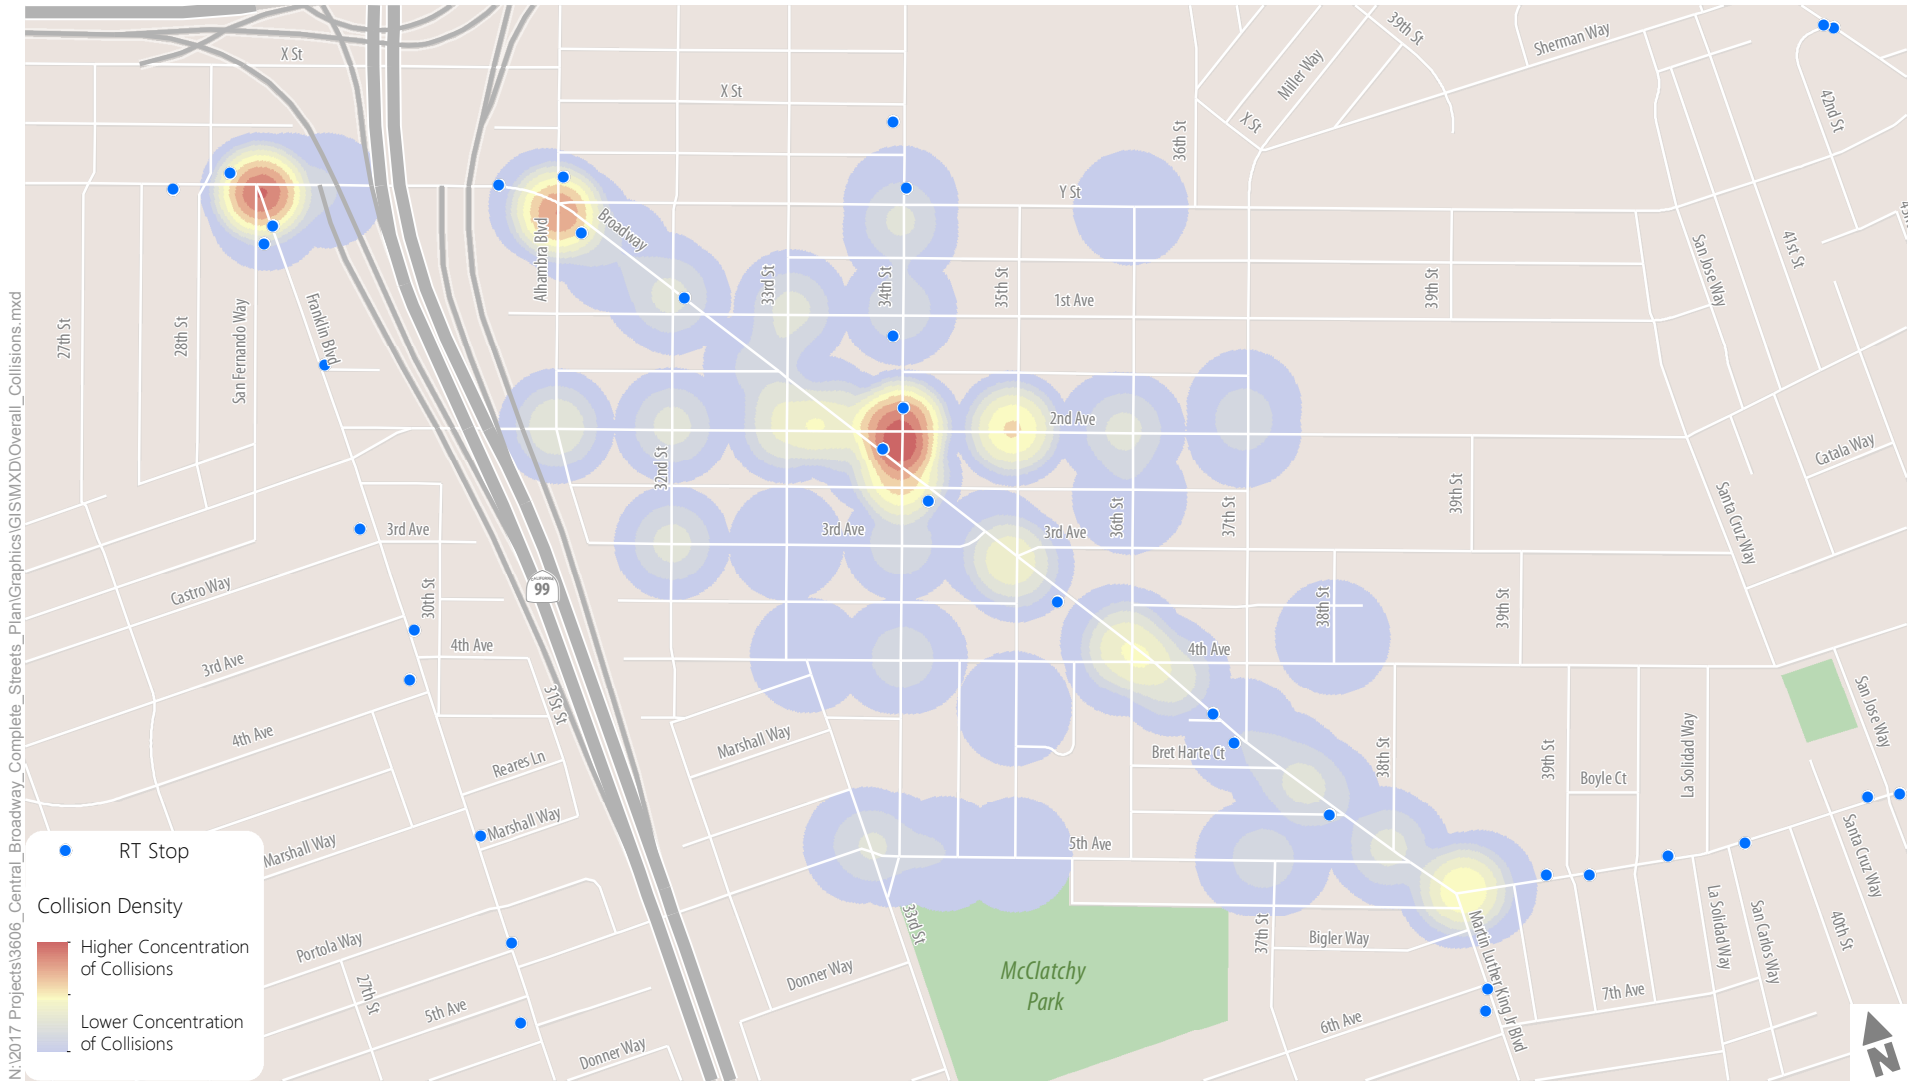 X St
39th St
Sherman Way
Miller Way
X St
X St
42nd St
36th St
Y St
Broadway
Alhambra Blvd
33rd St
34th St
35th St
1st Ave
39th St
San Jose Way
41st St
27th St
28th St
San Fernando Way
Franklin Blvd
2nd Ave
32nd St
Catala Way
39th St
Santa Cruz Way
3rd Ave
3rd Ave
3rd Ave
36th St
37th St
Castro Way
30th St
CALIFORNIA
99
38th St
39th St
4th Ave
4th Ave
3rd Ave
31st St
San Jose Way
4th Ave
Marshall Way
Bret Harte Ct
38th St
39th St
La Solidad Way
Reares Ln
Boyle Ct
Marshall Way
5th Ave
Santa Cruz Way
Marshall Way
33rd St
37th St
Bigler Way
Martin Luther King Jr Blvd
La Solidad Way
San Carlos Way
40th St
Portola Way
27th St
5th Ave
Donner Way
Donner Way
McClatchy
Park
6th Ave
7th Ave
RT Stop
Collision Density
Higher Concentration
of Collisions
Lower Concentration
of Collisions
N:\2017 Projects\3606_Central_Broadway_Complete_Streets_Plan\Graphics\GIS\MXD\Overall_Collisions.mxd
N